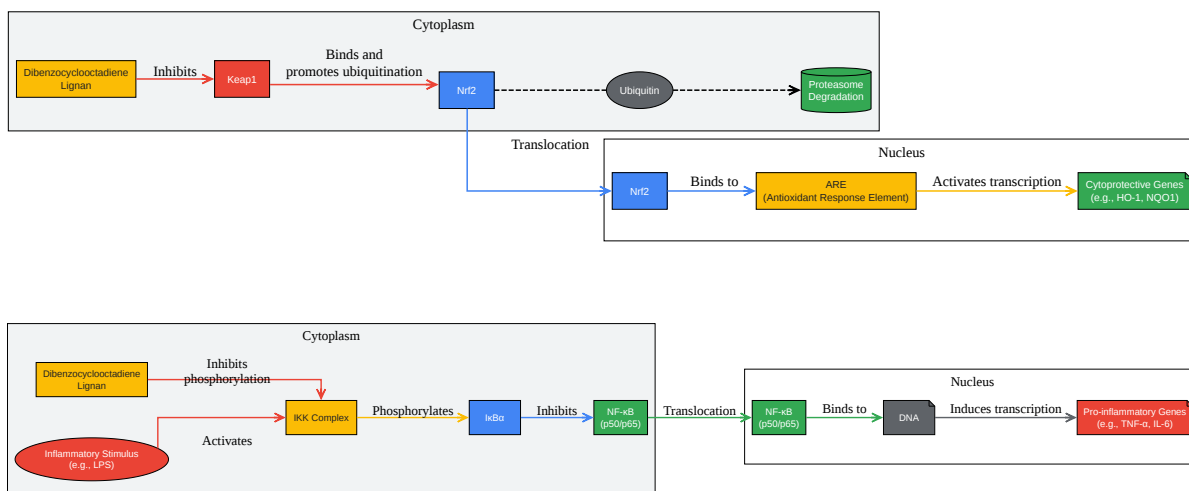 Cytoplasm
Dibenzocyclooctadiene
Lignan
Inhibits
Keap1
Binds and
promotes ubiquitination
Nrf2
Ubiquitin
Proteasome
Degradation
Translocation
Nucleus
Nrf2
Binds to
ARE
(Antioxidant Response Element)
Activates transcription
Cytoprotective Genes
(e.g., HO-1, NQO1)
Cytoplasm
Dibenzocyclooctadiene
Lignan
Inhibits
phosphorylation
Inflammatory Stimulus
(e.g., LPS)
Activates
IKK Complex
Phosphorylates
IκBα
Inhibits
NF-κB
(p50/p65)
Translocation
Nucleus
NF-κB
(p50/p65)
Binds to
DNA
Induces transcription
Pro-inflammatory Genes
(e.g., TNF-α, IL-6)